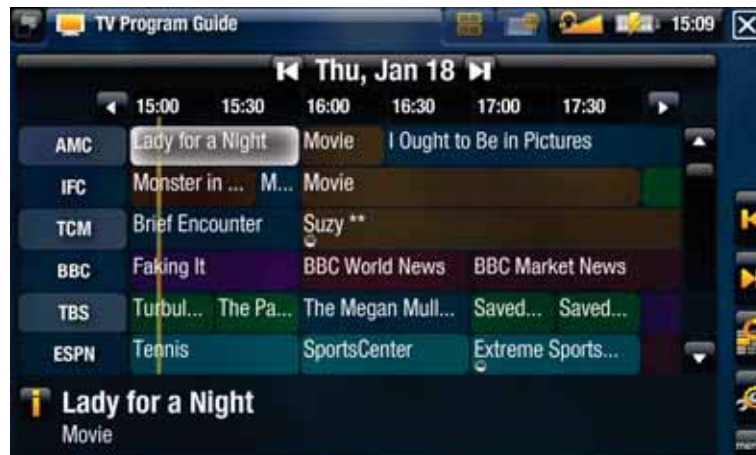 TV Program Guide 15:09
Thu, Jan 18
15:00 15:30 16:00 16:30 17:00 17:30
AMC Lady for a Night Movie I Ought to Be in Pictures
IFC Monster in ... M... Movie
TCM Brief Encounter Suzy **
BBC Faking It BBC World News BBC Market News
TBS Turbul... The Pa... The Megan Mull... Saved... Saved...
ESPN Tennis SportsCenter Extreme Sports...
i Lady for a Night
Movie
menu